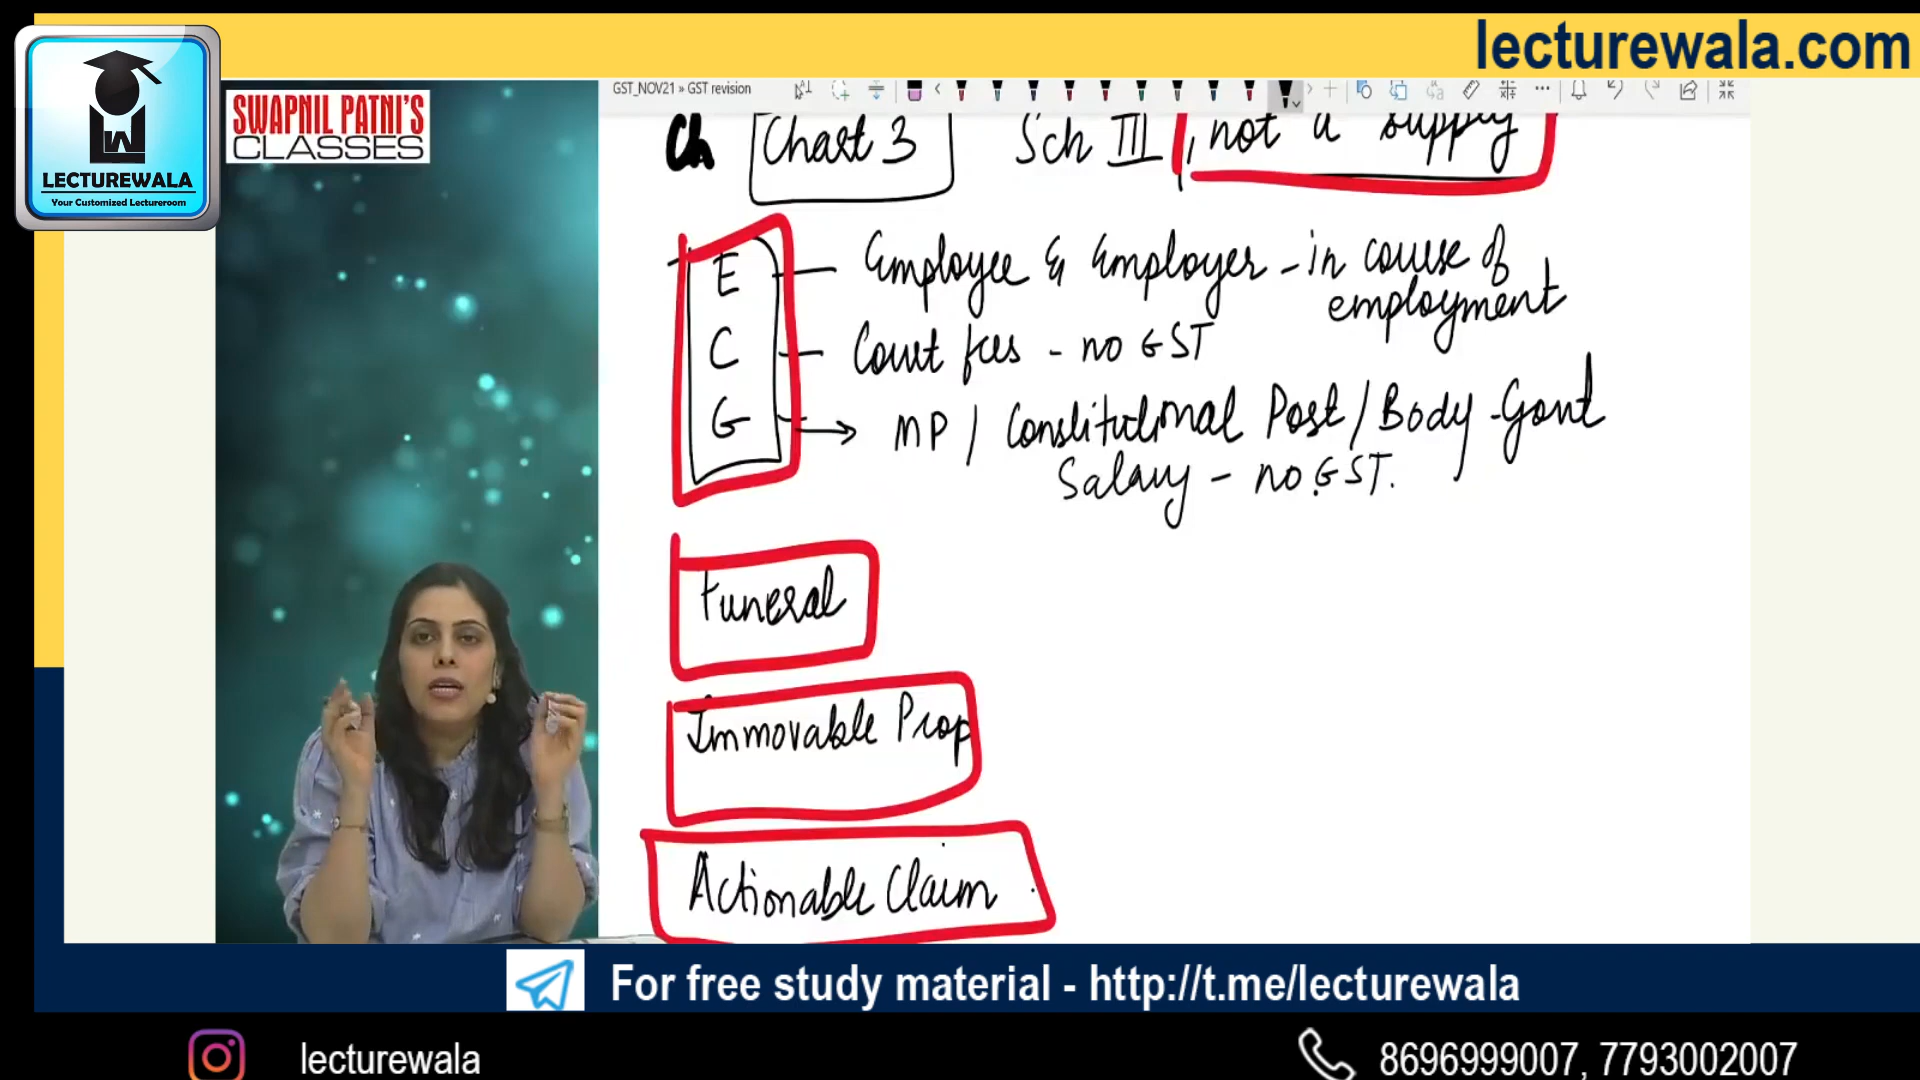 lecturewala.com
LW
LECTUREWALA
Your Customized Lectureroom
SWAPNIL PATNI'S
CLASSES
GST_NOV21 » GST revision
Ch Chart 3 Sch III, not a supply
E — Employee & Employer - in course of
employment
C — Court fees - no GST
G → MP / Constitutional Post / Body - Govt
Salary - no GST.
Funeral
Immovable Prop
Actionable Claim
For free study material - http://t.me/lecturewala
lecturewala
8696999007, 7793002007